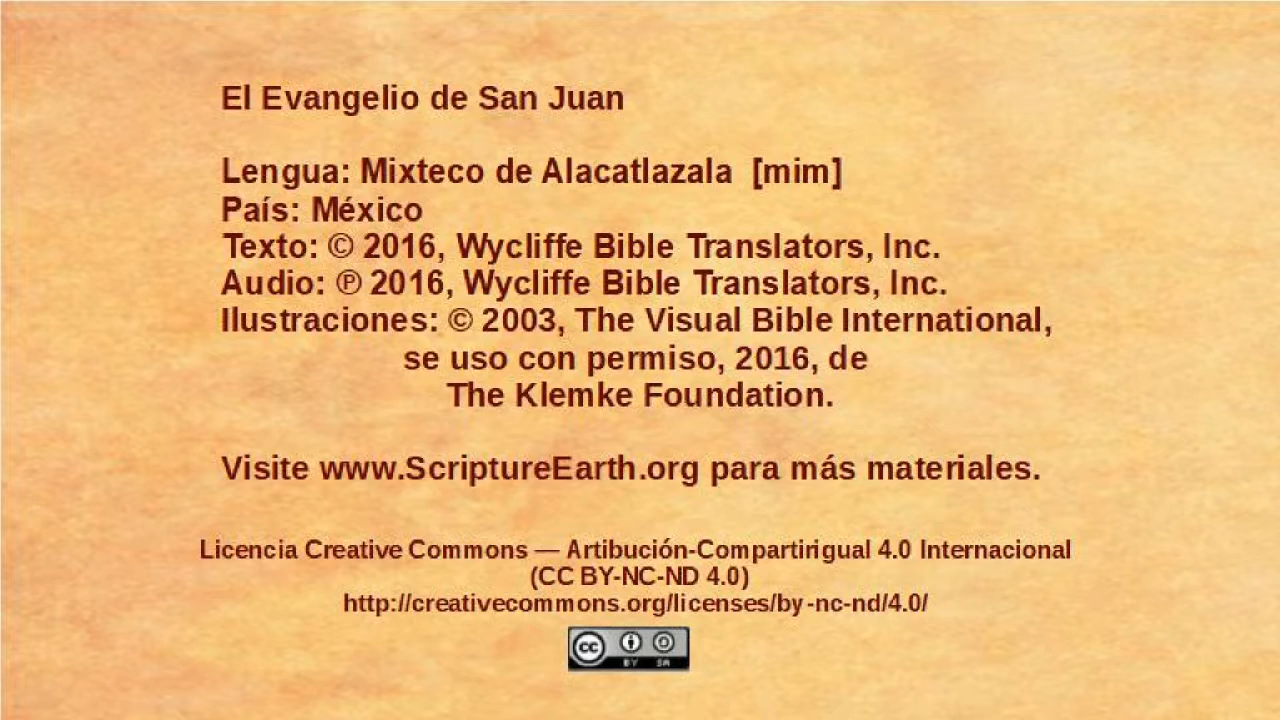 El Evangelio de San Juan
Lengua: Mixteco de Alacatlazala [mim]
País: México
Texto: © 2016, Wycliffe Bible Translators, Inc.
Audio: ℗ 2016, Wycliffe Bible Translators, Inc.
Ilustraciones: © 2003, The Visual Bible International,
se uso con permiso, 2016, de
The Klemke Foundation.
Visite www.ScriptureEarth.org para más materiales.
Licencia Creative Commons — Artibución-Compartirigual 4.0 Internacional
(CC BY-NC-ND 4.0)
http://creativecommons.org/licenses/by-nc-nd/4.0/
cc
BY SA